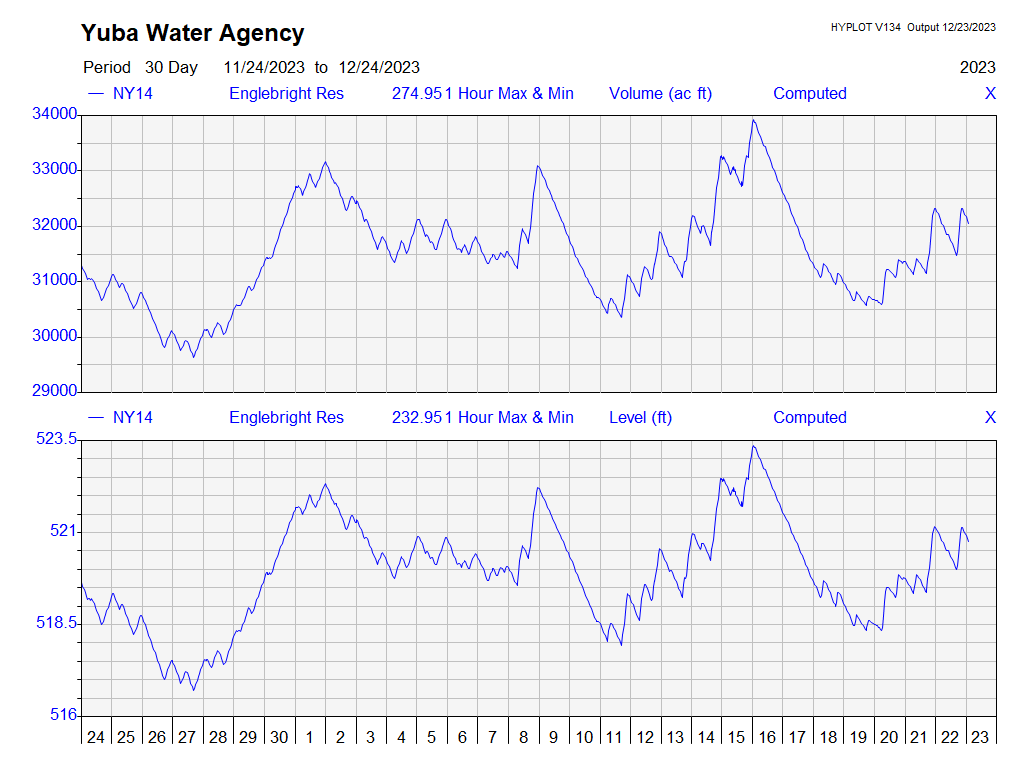 Yuba Water Agency
HYPLOT V134 Output 12/23/2023
Period 30 Day 11/24/2023 to 12/24/2023
2023
NY14 Englebright Res 274.951 Hour Max & Min Volume (ac ft) Computed X
34000
33000
32000
31000
30000
29000
NY14 Englebright Res 232.951 Hour Max & Min Level (ft) Computed X
523.5
521
518.5
516
24 25 26 27 28 29 30 1 2 3 4 5 6 7 8 9 10 11 12 13 14 15 16 17 18 19 20 21 22 23